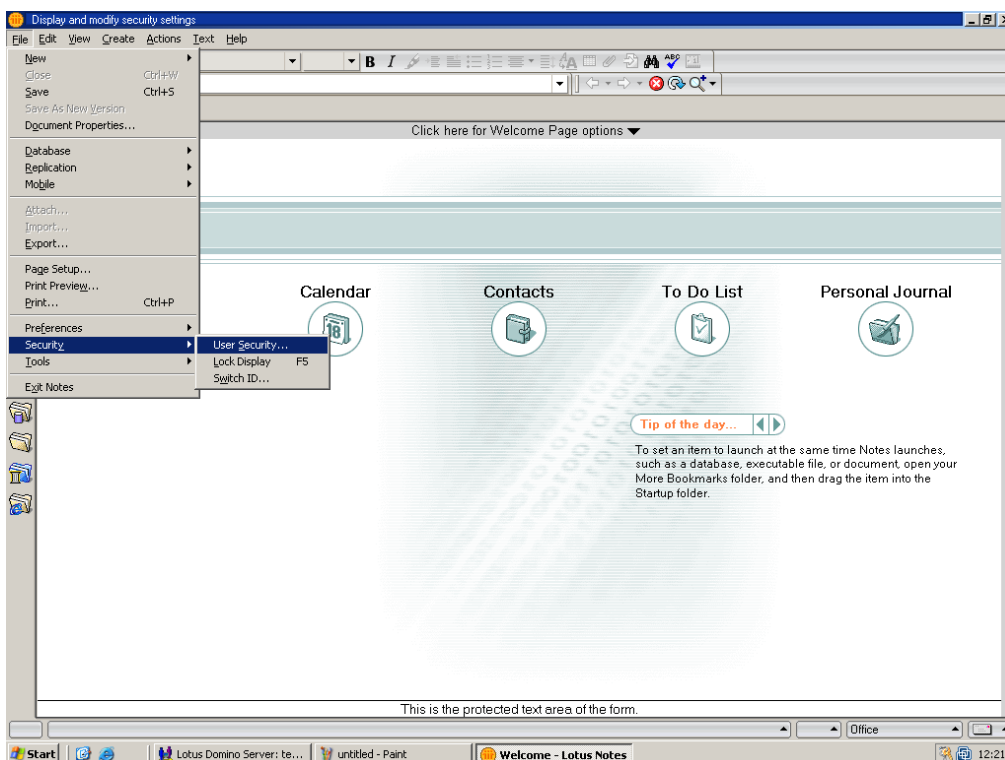 Display and modify security settings
File Edit View Create Actions Text Help
New
Close Ctrl+W
Save Ctrl+S
Save As New Version
Document Properties...
Click here for Welcome Page options
Database
Replication
Mobile
Attach...
Import...
Export...
Page Setup...
Print Preview...
Print... Ctrl+P
Calendar Contacts To Do List Personal Journal
18
Preferences
Security
User Security...
Tools
Lock Display F5
Switch ID...
Exit Notes
Tip of the day...
To set an item to launch at the same time Notes launches,
such as a database, executable file, or document, open your
More Bookmarks folder, and then drag the item into the
Startup folder.
This is the protected text area of the form.
Office
Start Lotus Domino Server: te... untitled - Paint Welcome - Lotus Notes 12:21